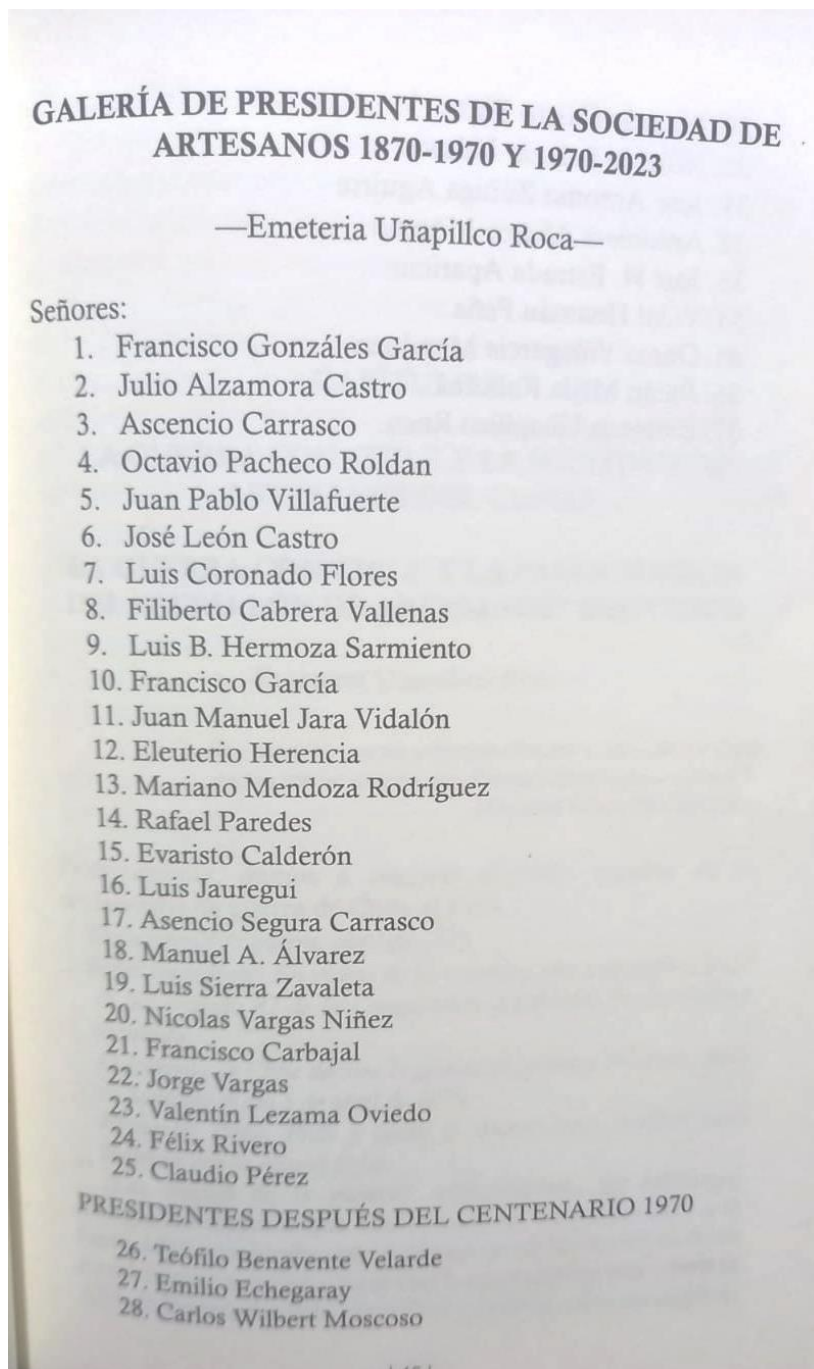 GALERÍA DE PRESIDENTES DE LA SOCIEDAD DE
ARTESANOS 1870-1970 Y 1970-2023
—Emeteria Uñapillco Roca—
Señores:
1. Francisco Gonzáles García
2. Julio Alzamora Castro
3. Ascencio Carrasco
4. Octavio Pacheco Roldan
5. Juan Pablo Villafuerte
6. José León Castro
7. Luis Coronado Flores
8. Filiberto Cabrera Vallenas
9. Luis B. Hermoza Sarmiento
10. Francisco García
11. Juan Manuel Jara Vidalón
12. Eleuterio Herencia
13. Mariano Mendoza Rodríguez
14. Rafael Paredes
15. Evaristo Calderón
16. Luis Jauregui
17. Asencio Segura Carrasco
18. Manuel A. Álvarez
19. Luis Sierra Zavaleta
20. Nicolas Vargas Niñez
21. Francisco Carbajal
22. Jorge Vargas
23. Valentín Lezama Oviedo
24. Félix Rivero
25. Claudio Pérez
PRESIDENTES DESPUÉS DEL CENTENARIO 1970
26. Teófilo Benavente Velarde
27. Emilio Echegaray
28. Carlos Wilbert Moscoso